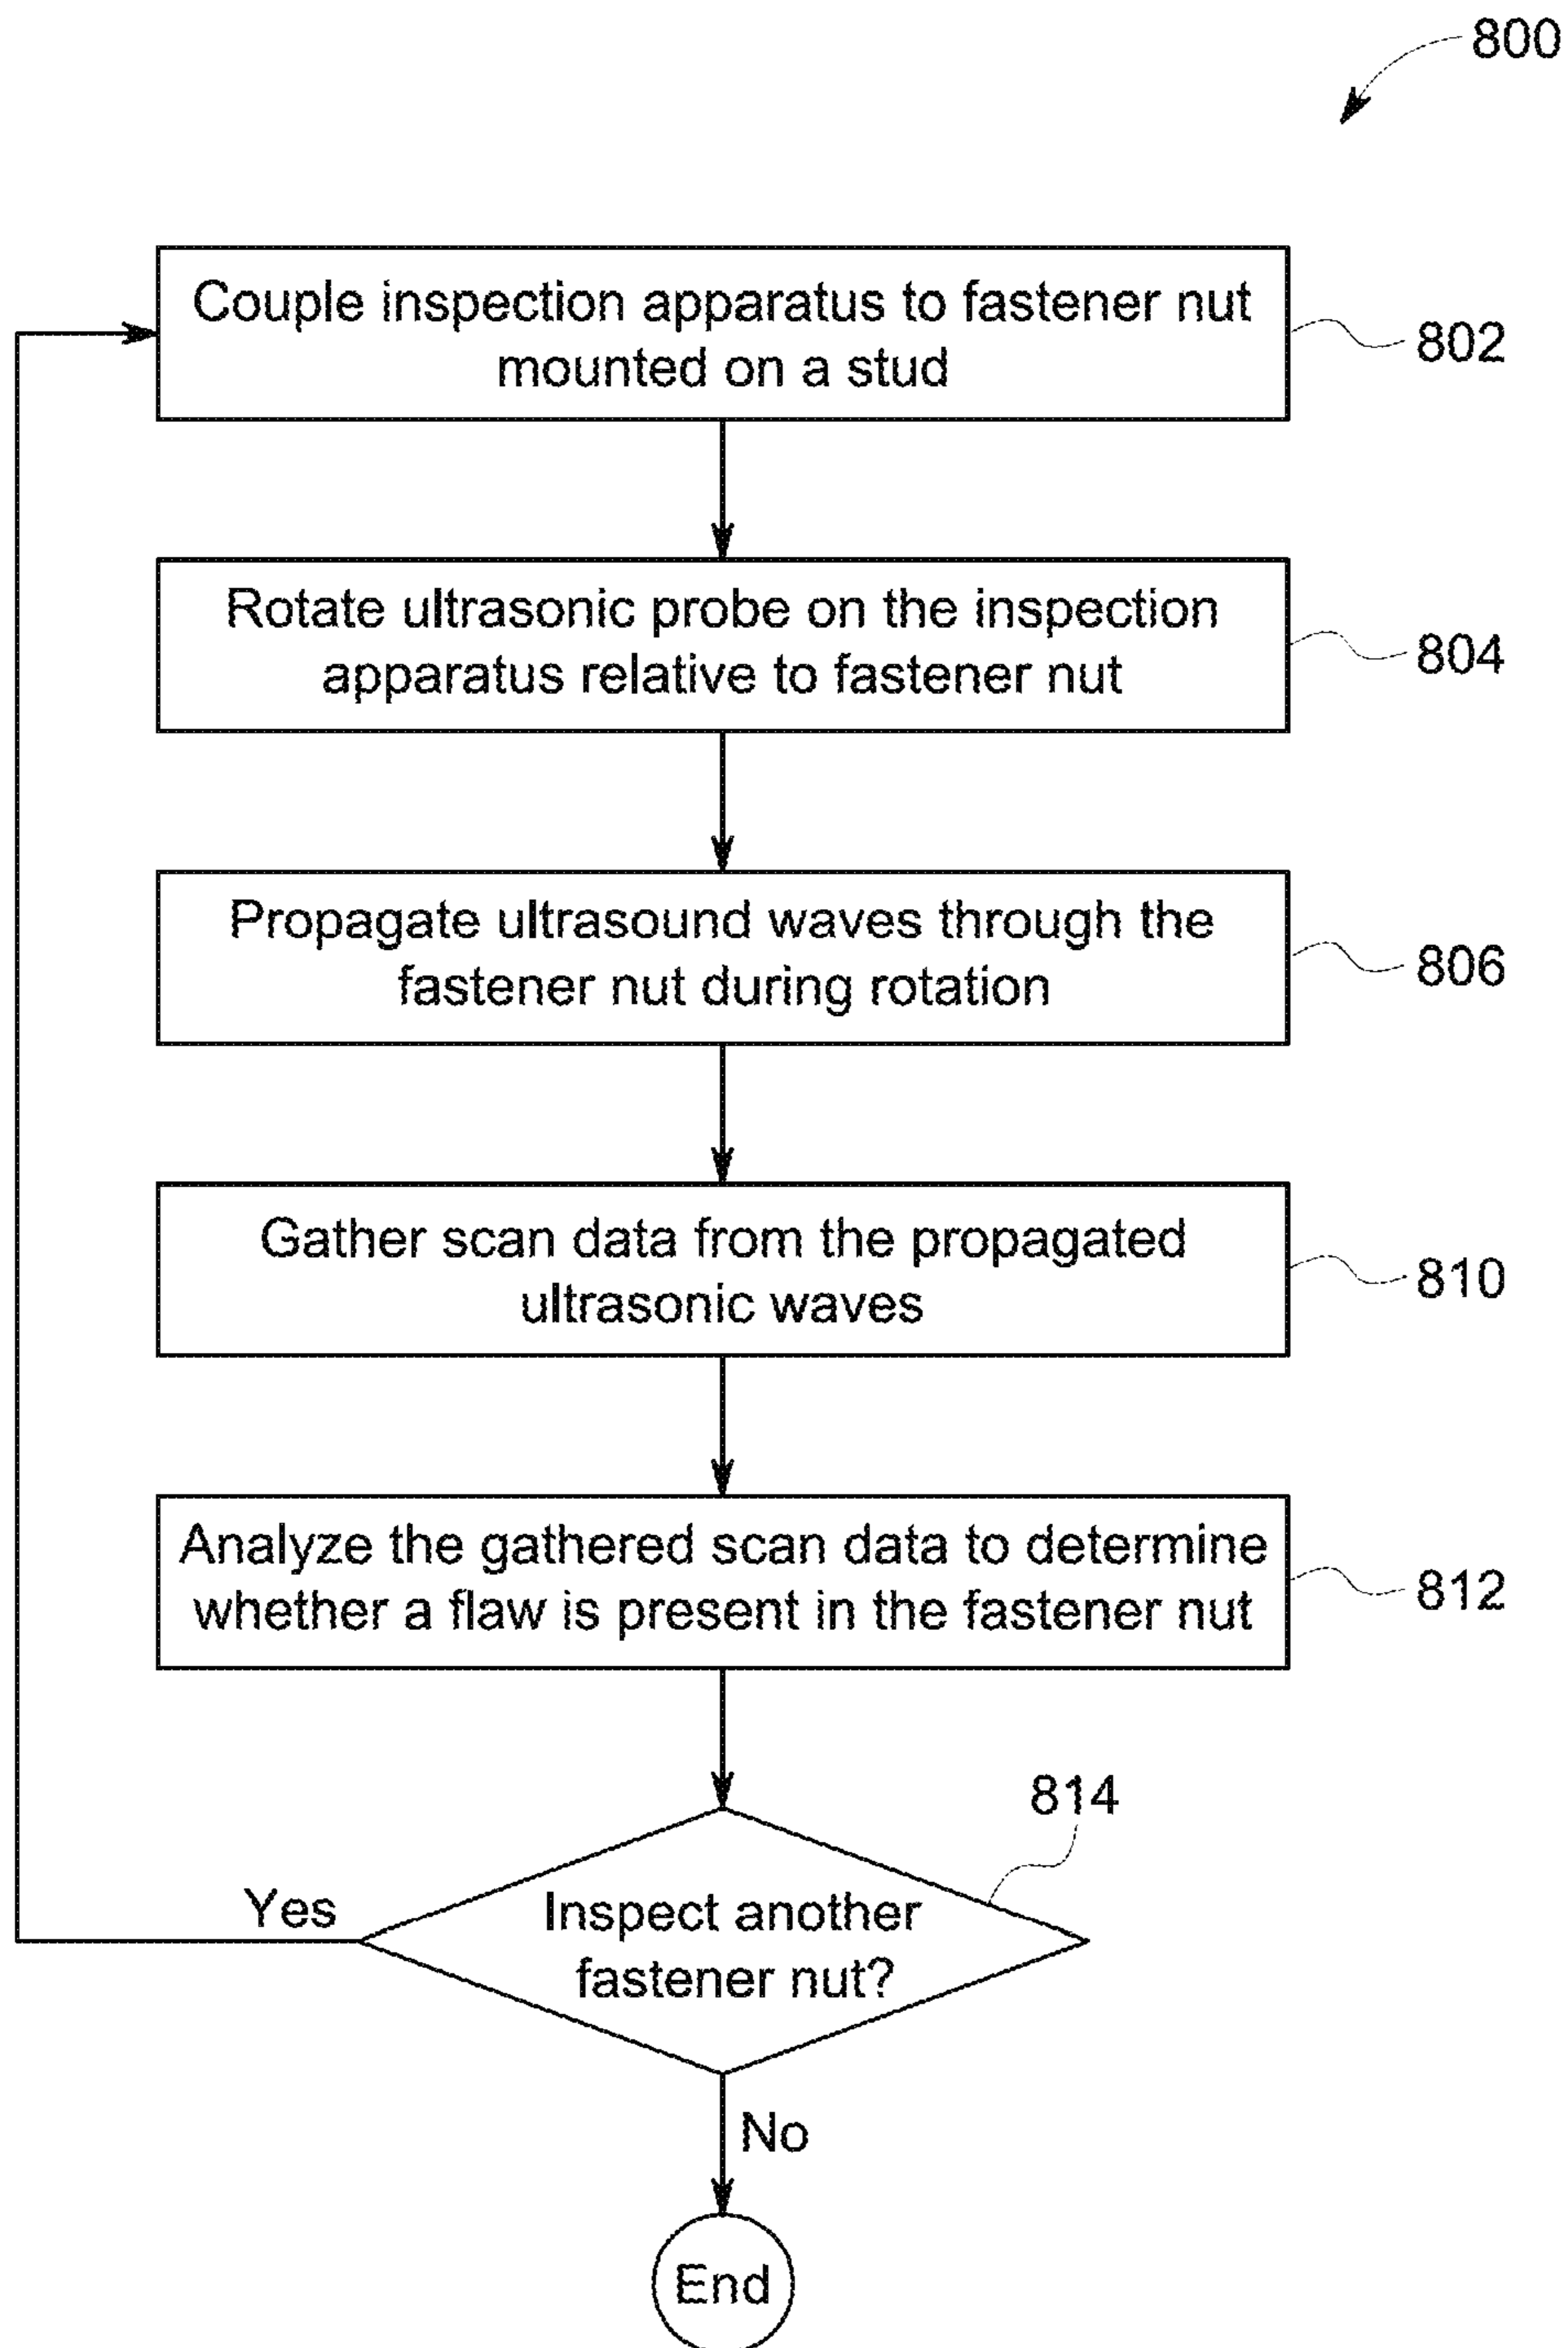 800
Couple inspection apparatus to fastener nut
mounted on a stud
802
Rotate ultrasonic probe on the inspection
apparatus relative to fastener nut
804
Propagate ultrasound waves through the
fastener nut during rotation
806
Gather scan data from the propagated
ultrasonic waves
810
Analyze the gathered scan data to determine
whether a flaw is present in the fastener nut
812
814
Yes
Inspect another
fastener nut?
No
End